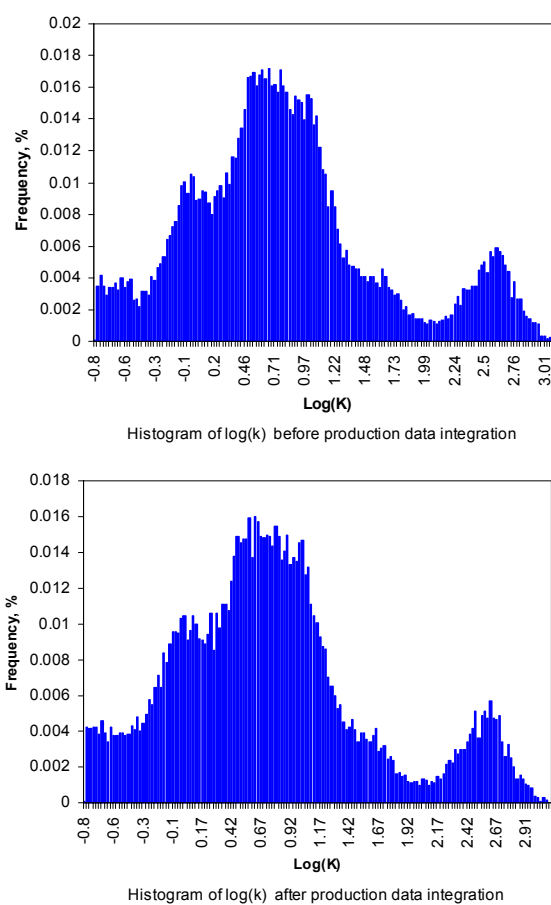 0.02
0.018
0.016
0.014
0.012
0.01
0.008
0.006
0.004
0.002
0
Frequency, %
-0.8 -0.6 -0.3 -0.1 0.2 0.46 0.71 0.97 1.22 1.48 1.73 1.99 2.24 2.5 2.76 3.01
Log(K)
Histogram of log(k) before production data integration
0.018
0.016
0.014
0.012
0.01
0.008
0.006
0.004
0.002
0
Frequency, %
-0.8 -0.6 -0.3 -0.1 0.17 0.42 0.67 0.92 1.17 1.42 1.67 1.92 2.17 2.42 2.67 2.91
Log(K)
Histogram of log(k) after production data integration